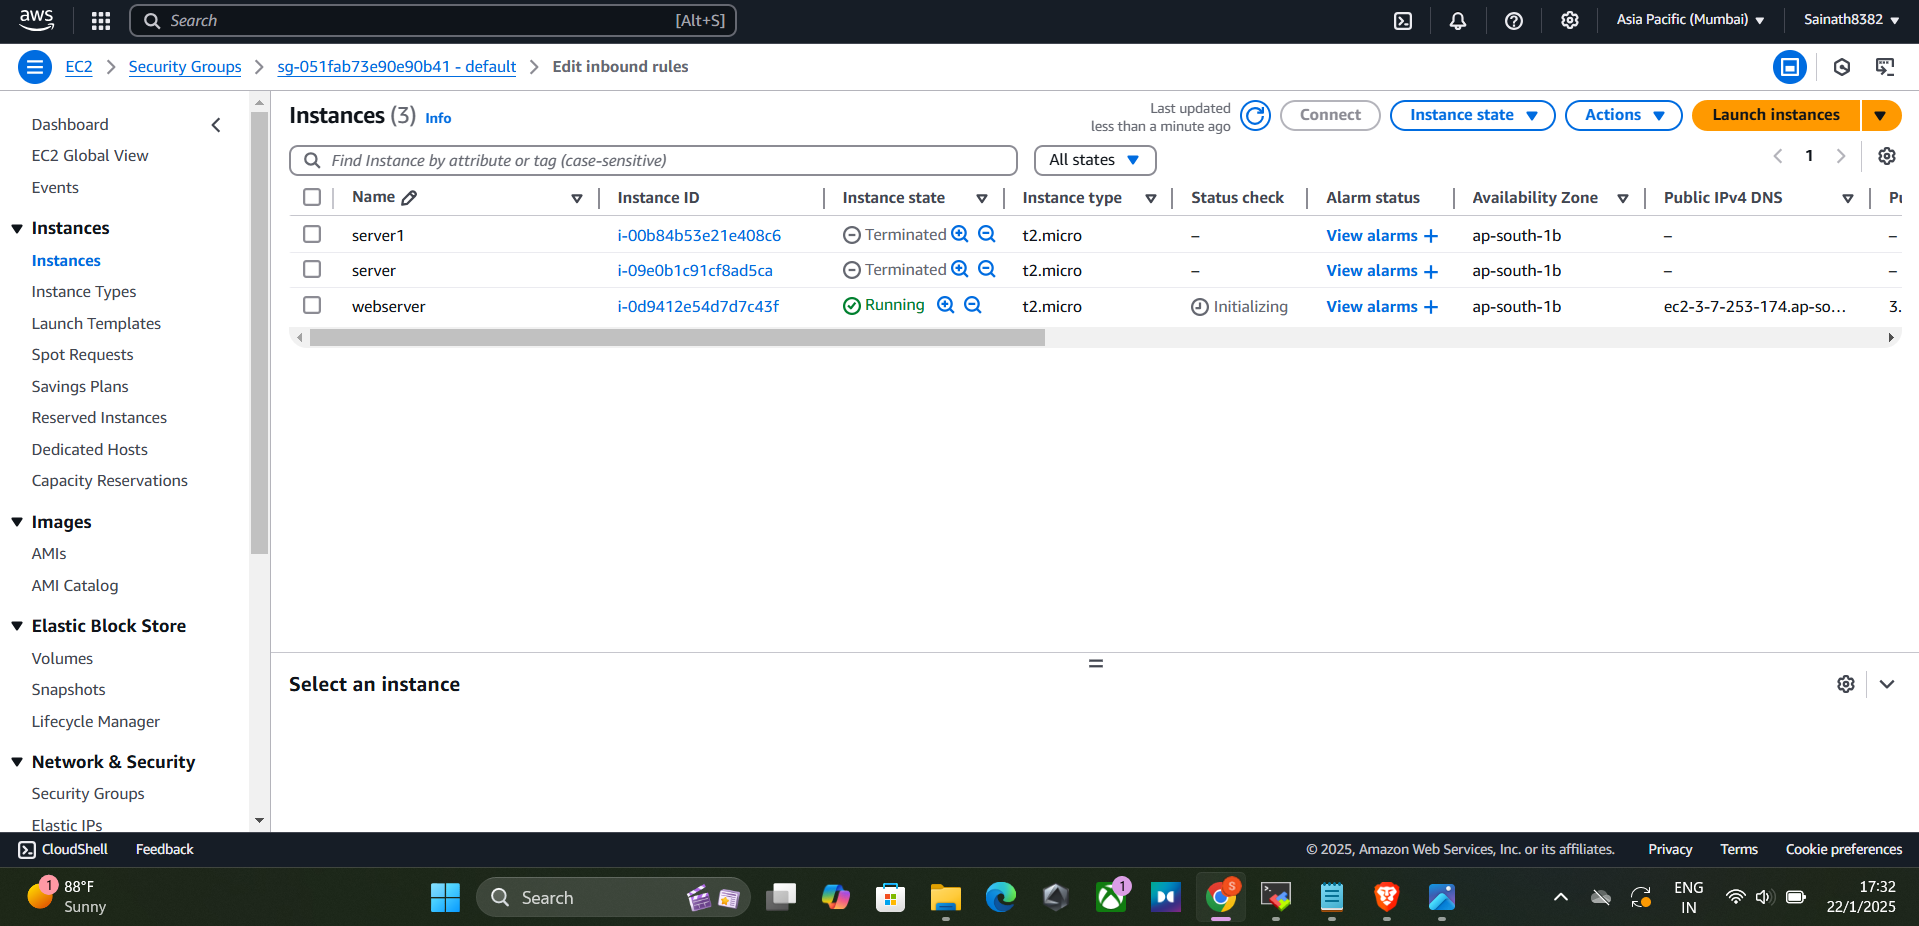 aws
Search [Alt+S]
Asia Pacific (Mumbai)
Sainath8382
EC2
Security Groups
sg-051fab73e90e90b41 - default
Edit inbound rules
Dashboard
EC2 Global View
Events
Instances
Instances
Instance Types
Launch Templates
Spot Requests
Savings Plans
Reserved Instances
Dedicated Hosts
Capacity Reservations
Images
AMIs
AMI Catalog
Elastic Block Store
Volumes
Snapshots
Lifecycle Manager
Network & Security
Security Groups
Elastic IPs
Instances (3) Info
Last updated
less than a minute ago
Connect
Instance state
Actions
Launch instances
Find Instance by attribute or tag (case-sensitive)
All states
1
Name Instance ID Instance state Instance type Status check Alarm status Availability Zone Public IPv4 DNS
server1 i-00b84b53e21e408c6 Terminated t2.micro – View alarms + ap-south-1b – –
server i-09e0b1c91cf8ad5ca Terminated t2.micro – View alarms + ap-south-1b – –
webserver i-0d9412e54d7d7c43f Running t2.micro Initializing View alarms + ap-south-1b ec2-3-7-253-174.ap-so... 3.
Select an instance
CloudShell Feedback
© 2025, Amazon Web Services, Inc. or its affiliates. Privacy Terms Cookie preferences
1
88°F
Sunny
Search
1
S
ENG
IN
17:32
22/1/2025